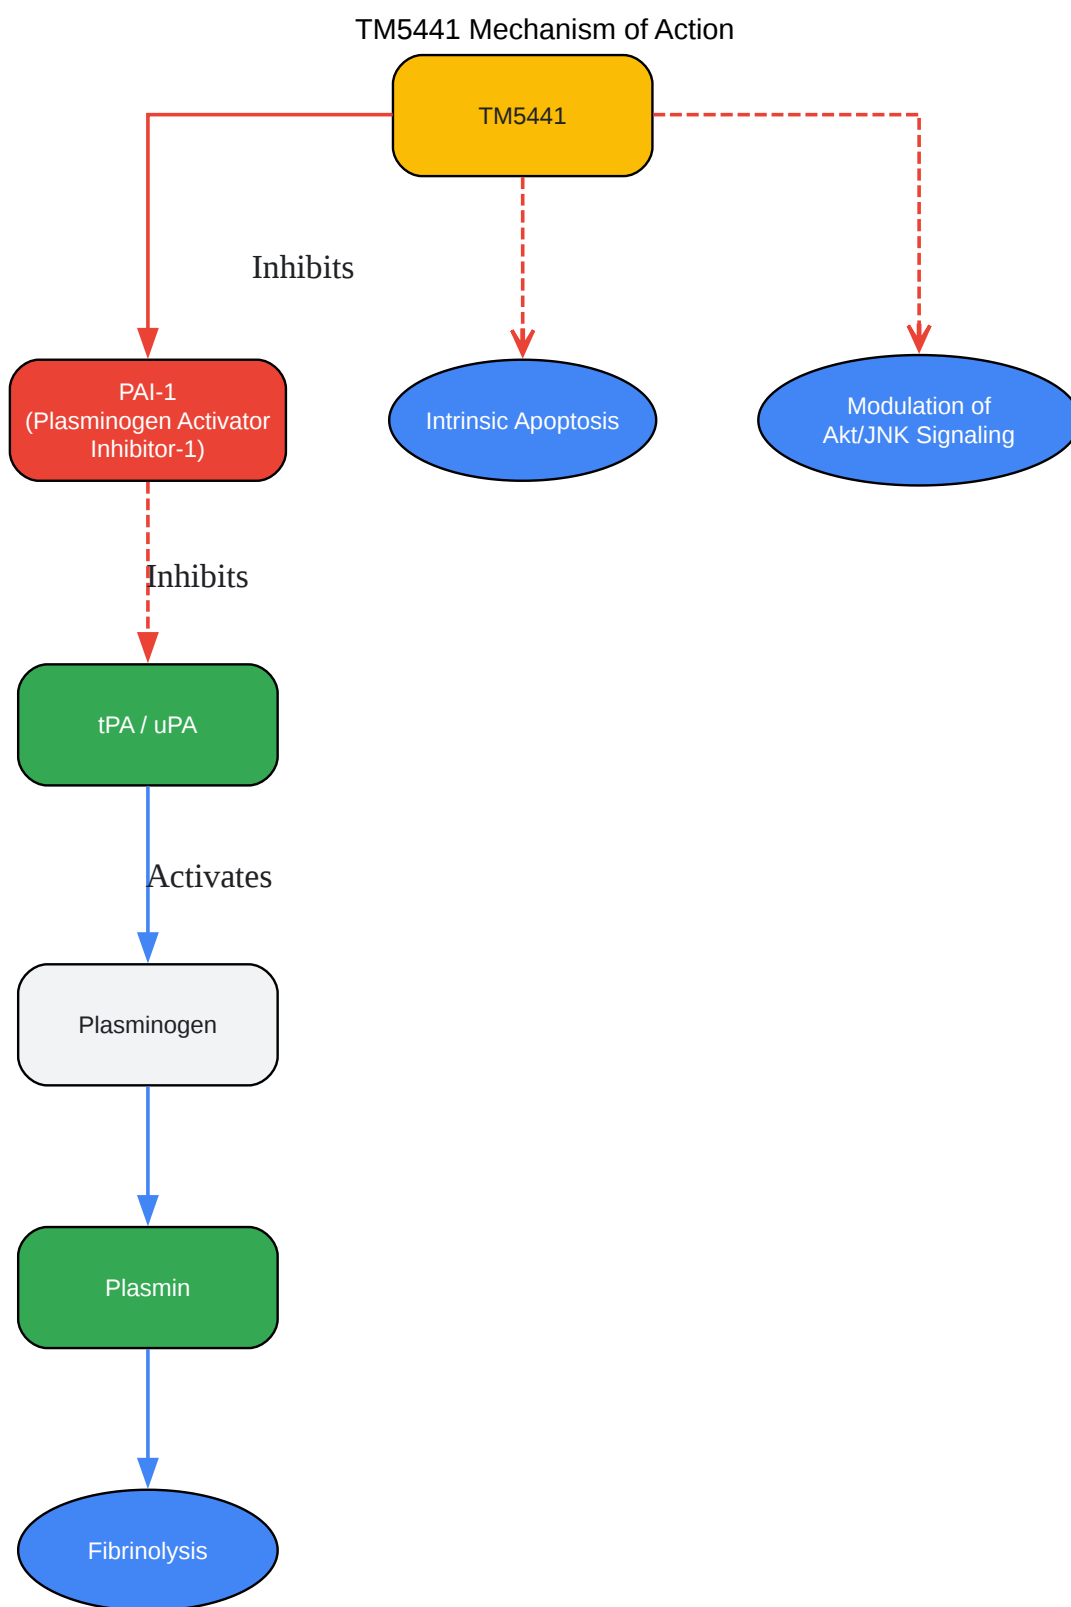 TM5441 Mechanism of Action
TM5441
Inhibits
PAI-1
(Plasminogen Activator
Inhibitor-1)
Intrinsic Apoptosis
Modulation of
Akt/JNK Signaling
Inhibits
tPA / uPA
Activates
Plasminogen
Plasmin
Fibrinolysis